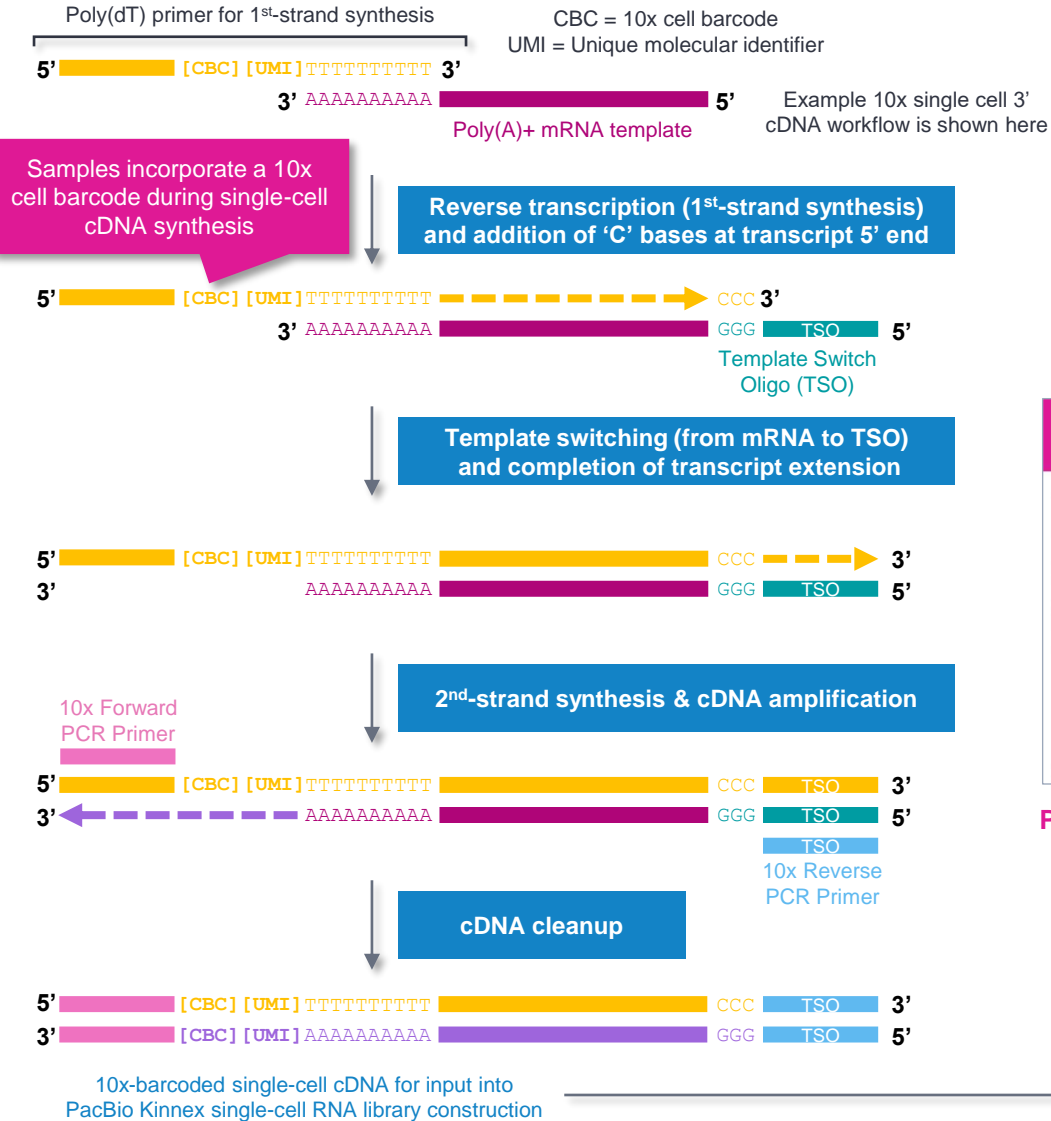 Poly(dT) primer for 1st-strand synthesis
CBC = 10x cell barcode
UMI = Unique molecular identifier
5’ [CBC][UMI]TTTTTTTTTT 3’
3’ AAAAAAAAAA 5’
Poly(A)+ mRNA template
Example 10x single cell 3’
cDNA workflow is shown here
Samples incorporate a 10x
cell barcode during single-cell
cDNA synthesis
Reverse transcription (1st-strand synthesis)
and addition of ‘C’ bases at transcript 5’ end
5’ [CBC][UMI]TTTTTTTTTT CCC 3’
3’ AAAAAAAAAA GGG TSO 5’
Template Switch
Oligo (TSO)
Template switching (from mRNA to TSO)
and completion of transcript extension
5’ [CBC][UMI]TTTTTTTTTT CCC 3’
3’ AAAAAAAAAA GGG TSO 5’
2nd-strand synthesis & cDNA amplification
10x Forward
PCR Primer
5’ [CBC][UMI]TTTTTTTTTT CCC TSO 3’
3’ AAAAAAAAAA GGG TSO 5’
TSO
10x Reverse
PCR Primer
cDNA cleanup
5’ [CBC][UMI]TTTTTTTTTT CCC TSO 3’
3’ [CBC][UMI]AAAAAAAAAA GGG TSO 5’
10x-barcoded single-cell cDNA for input into
PacBio Kinnex single-cell RNA library construction